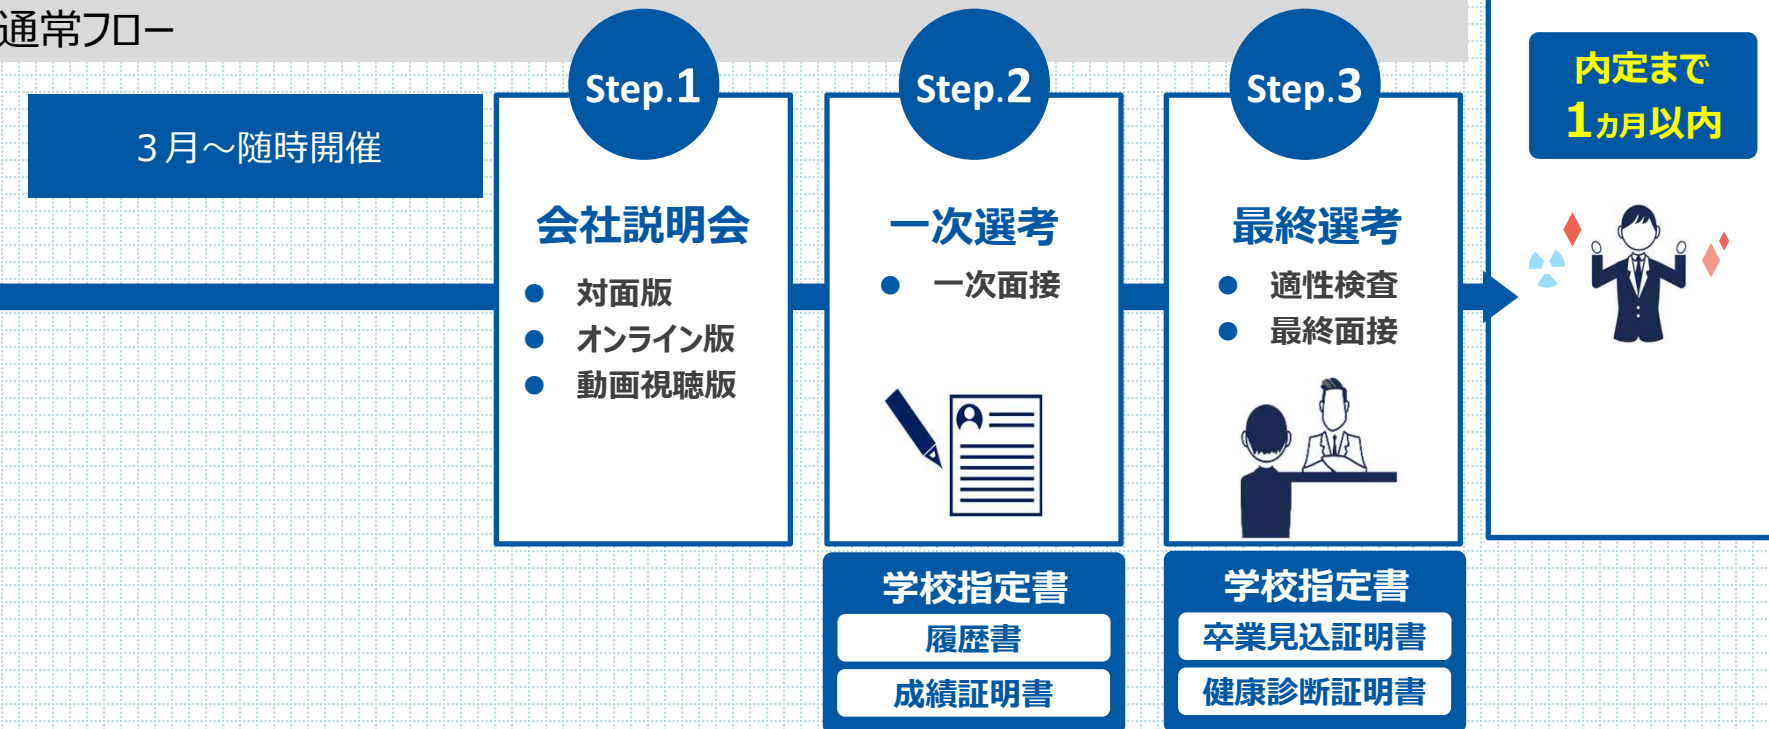 通常フロー
３月～随時開催
Step.1
会社説明会
● 対面版
● オンライン版
● 動画視聴版
Step.2
一次選考
● 一次面接
学校指定書
履歴書
成績証明書
Step.3
最終選考
● 適性検査
● 最終面接
学校指定書
卒業見込証明書
健康診断証明書
内定まで
1ヵ月以内